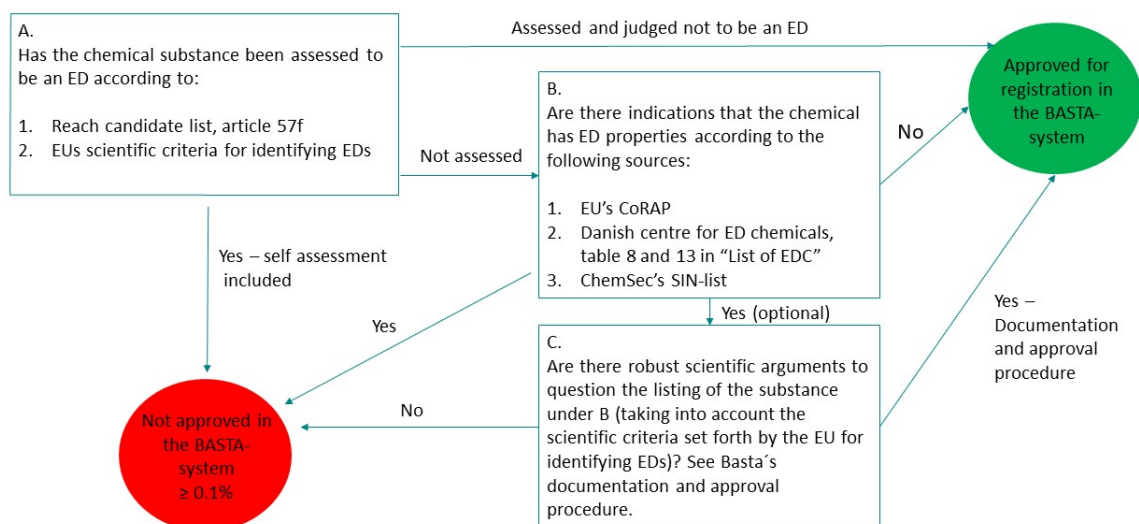 A.
Has the chemical substance been assessed to
be an ED according to:
1. Reach candidate list, article 57f
2. EUs scientific criteria for identifying EDs
Assessed and judged not to be an ED
Approved for
registration in
the BASTA-
system
Not assessed
B.
Are there indications that the chemical
has ED properties according to the
following sources:
1. EU's CoRAP
2. Danish centre for ED chemicals,
table 8 and 13 in “List of EDC”
3. ChemSec's SIN-list
No
Yes – self assessment
included
Yes
Yes (optional)
Yes –
Documentation
and approval
procedure
C.
Are there robust scientific arguments to
question the listing of the substance
under B (taking into account the
scientific criteria set forth by the EU for
identifying EDs)? See Basta´s
documentation and approval
procedure.
No
Not approved in
the BASTA-
system
≥ 0.1%